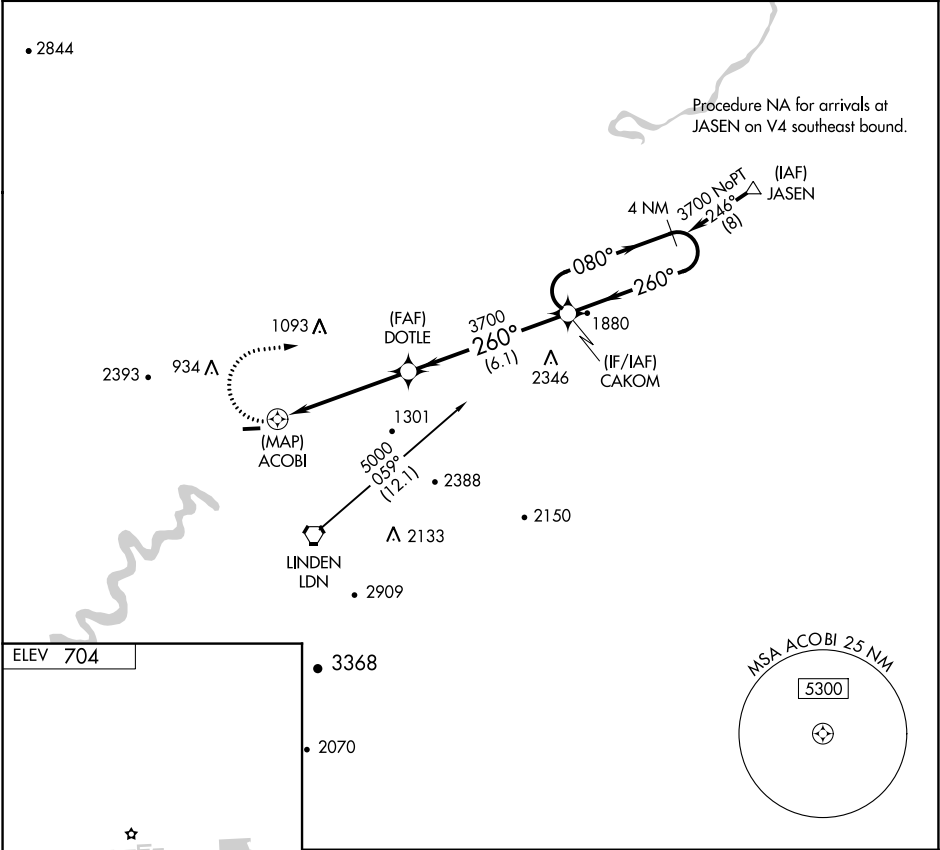 2844
Procedure NA for arrivals at
JASEN on V4 southeast bound.
(IAF)
JASEN
3700 NoPT
246°
(8)
4 NM
080°
260°
1880
(IF/IAF)
CAKOM
3700
260°
(6.1)
2346
(FAF)
DOTLE
1093
934
2393
(MAP)
ACOBI
1301
5000
059°
(12.1)
2388
2150
2133
LINDEN
LDN
2909
ELEV 704
3368
2070
MSA ACOBI 25 NM
5300